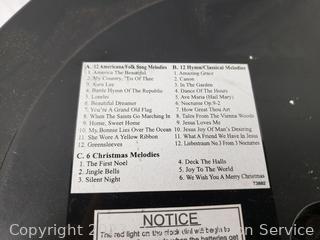 A. 12 Americana/Folk Song Melodies
1. America The Beautiful
2. My Country, 'Tis Of Thee
3. Aura Lee
4. Battle Hymn Of The Republic
5. Lorelei
6. Beautiful Dreamer
7. You're A Grand Old Flag
8. When The Saints Go Marching In
9. Home, Sweet Home
10. My Bonnie Lies Over The Ocean
11. She Wore A Yellow Ribbon
12. Greensleeves
B. 12 Hymn/Classical Melodies
1. Amazing Grace
2. Canon
3. In The Garden
4. Dance Of The Hours
5. Ave Maria (Hail Mary)
6. Nocturne Op.9-2
7. How Great Thou Art
8. Tales From The Vienna Woods
9. Jesus Loves Me
10. Jesus Joy Of Man's Desiring
11. What A Friend We Have In Jesus
12. Liebestraum No.3 From 3 Nocturnes
C. 6 Christmas Melodies
1. The First Noel
2. Jingle Bells
3. Silent Night
4. Deck The Halls
5. Joy To The World
6. We Wish You A Merry Christmas
NOTICE
The red light on the clock dial will begin to
when the batteries get